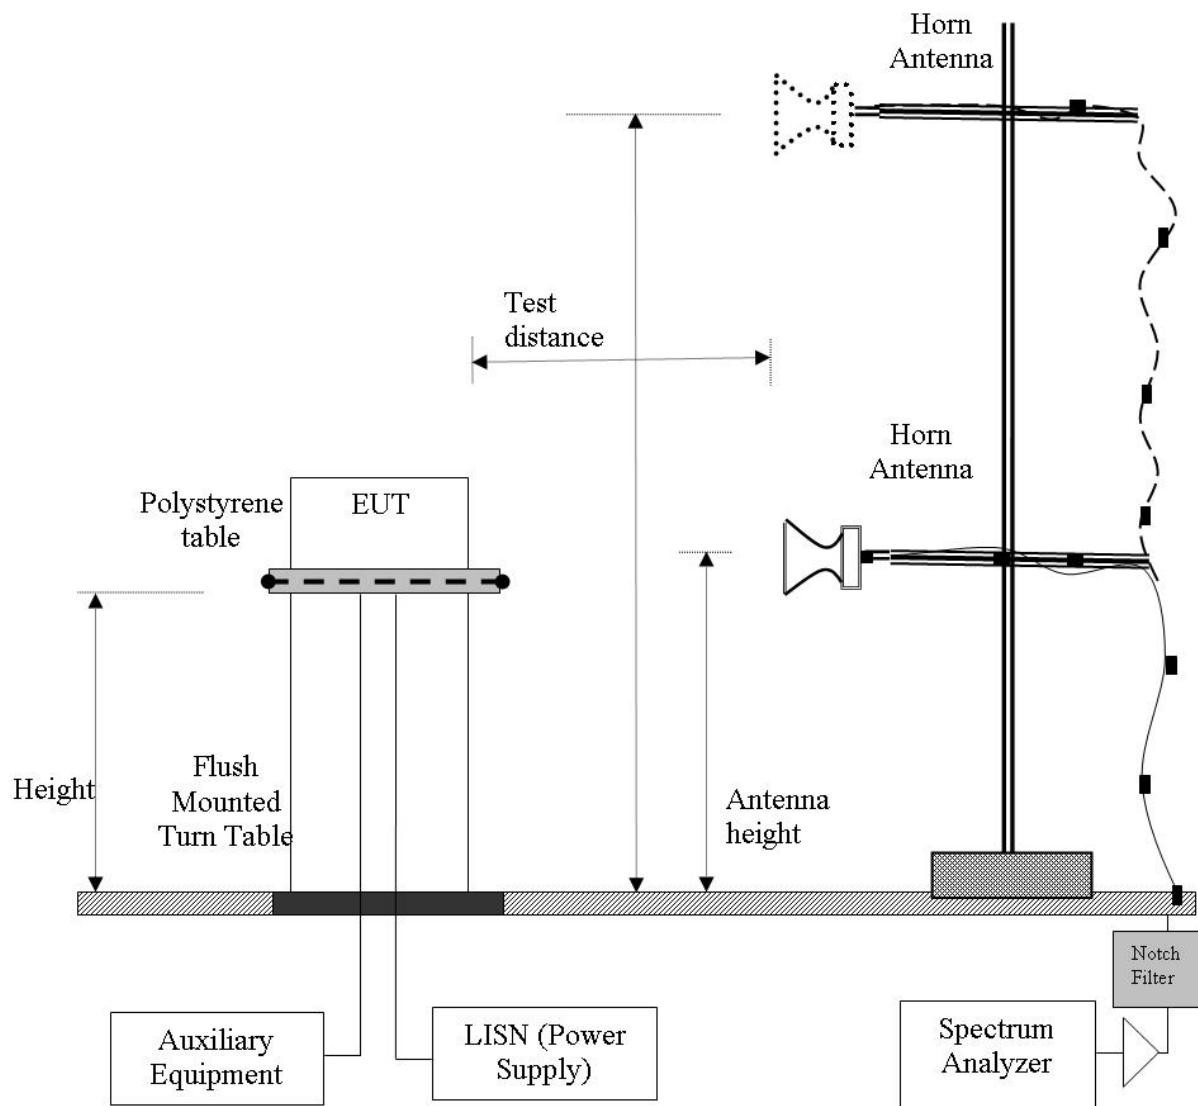 Horn
Antenna
Test
distance
Horn
Antenna
Polystyrene
table
EUT
Height
Flush
Mounted
Turn Table
Antenna
height
Notch
Filter
Auxiliary
Equipment
LISN (Power
Supply)
Spectrum
Analyzer